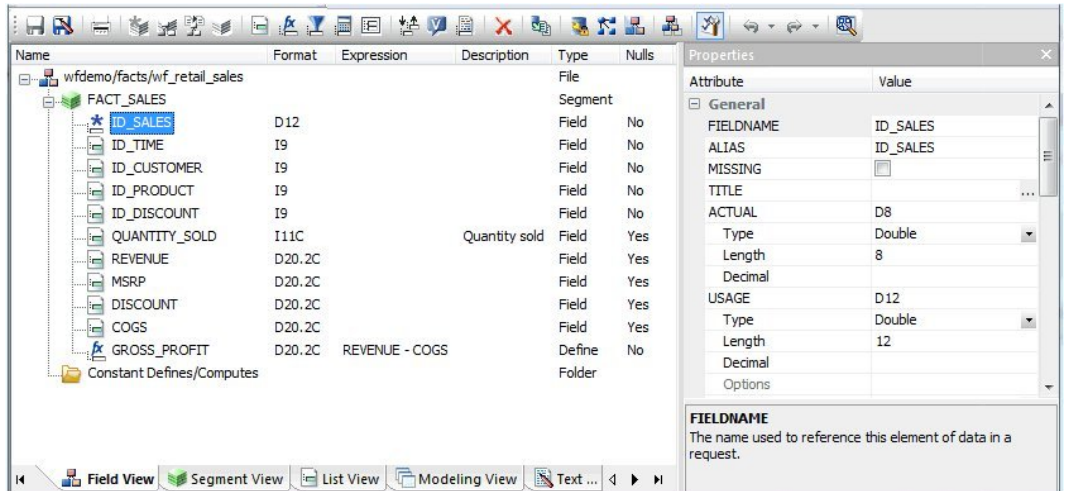 Name Format Expression Description Type Nulls
wfdemo/facts/wf_retail_sales File
FACT_SALES Segment
ID_SALES D12 Field No
ID_TIME I9 Field No
ID_CUSTOMER I9 Field No
ID_PRODUCT I9 Field No
ID_DISCOUNT I9 Field No
QUANTITY_SOLD I11C Quantity sold Field Yes
REVENUE D20.2C Field Yes
MSRP D20.2C Field Yes
DISCOUNT D20.2C Field Yes
COGS D20.2C Field Yes
GROSS_PROFIT D20.2C REVENUE - COGS Define No
Constant Defines/Computes Folder
Field View Segment View List View Modeling View Text ...
Properties
Attribute Value
General
FIELDNAME ID_SALES
ALIAS ID_SALES
MISSING
TITLE ...
ACTUAL D8
Type Double
Length 8
Decimal
USAGE D12
Type Double
Length 12
Decimal
Options
FIELDNAME
The name used to reference this element of data in a
request.